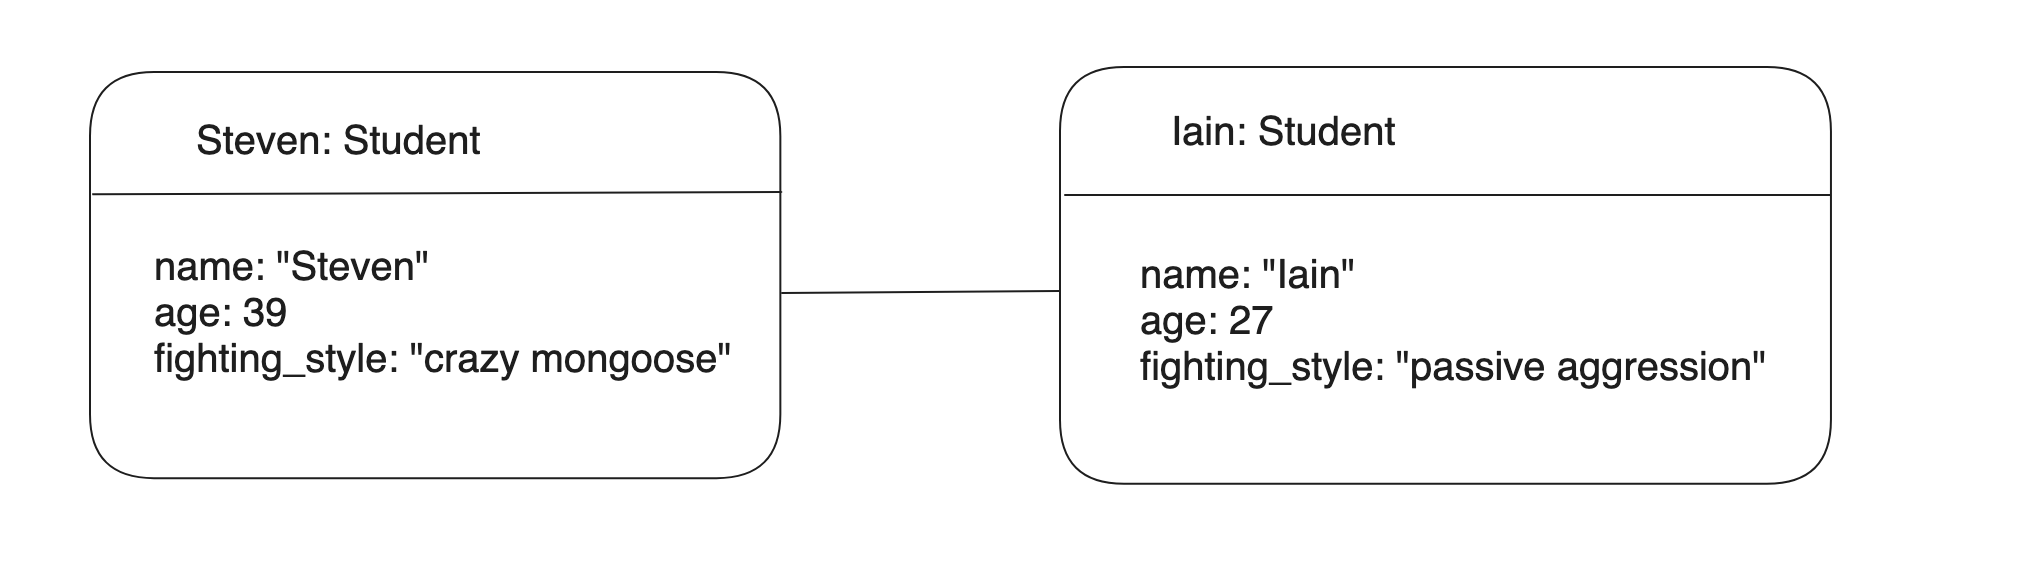 Steven: Student
name: "Steven"
age: 39
fighting_style: "crazy mongoose"
Iain: Student
name: "Iain"
age: 27
fighting_style: "passive aggression"